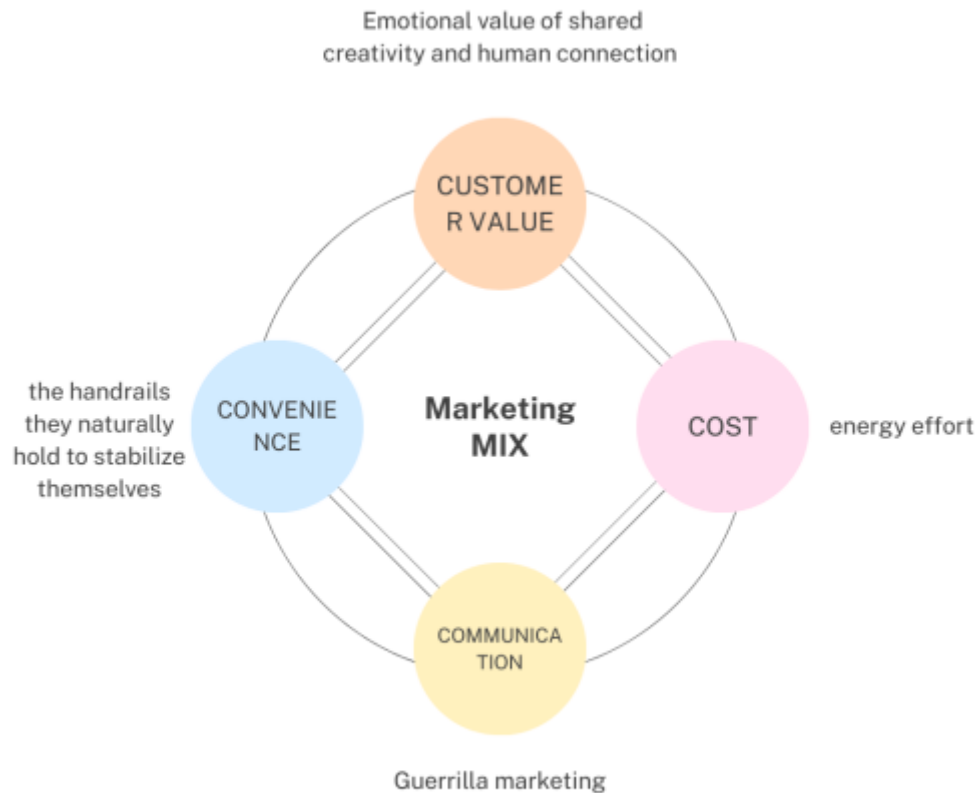 Emotional value of shared
creativity and human connection
CUSTOME
R VALUE
the handrails
they naturally
hold to stabilize
themselves
CONVENIE
NCE
Marketing
MIX
COST
energy effort
COMMUNICA
TION
Guerrilla marketing